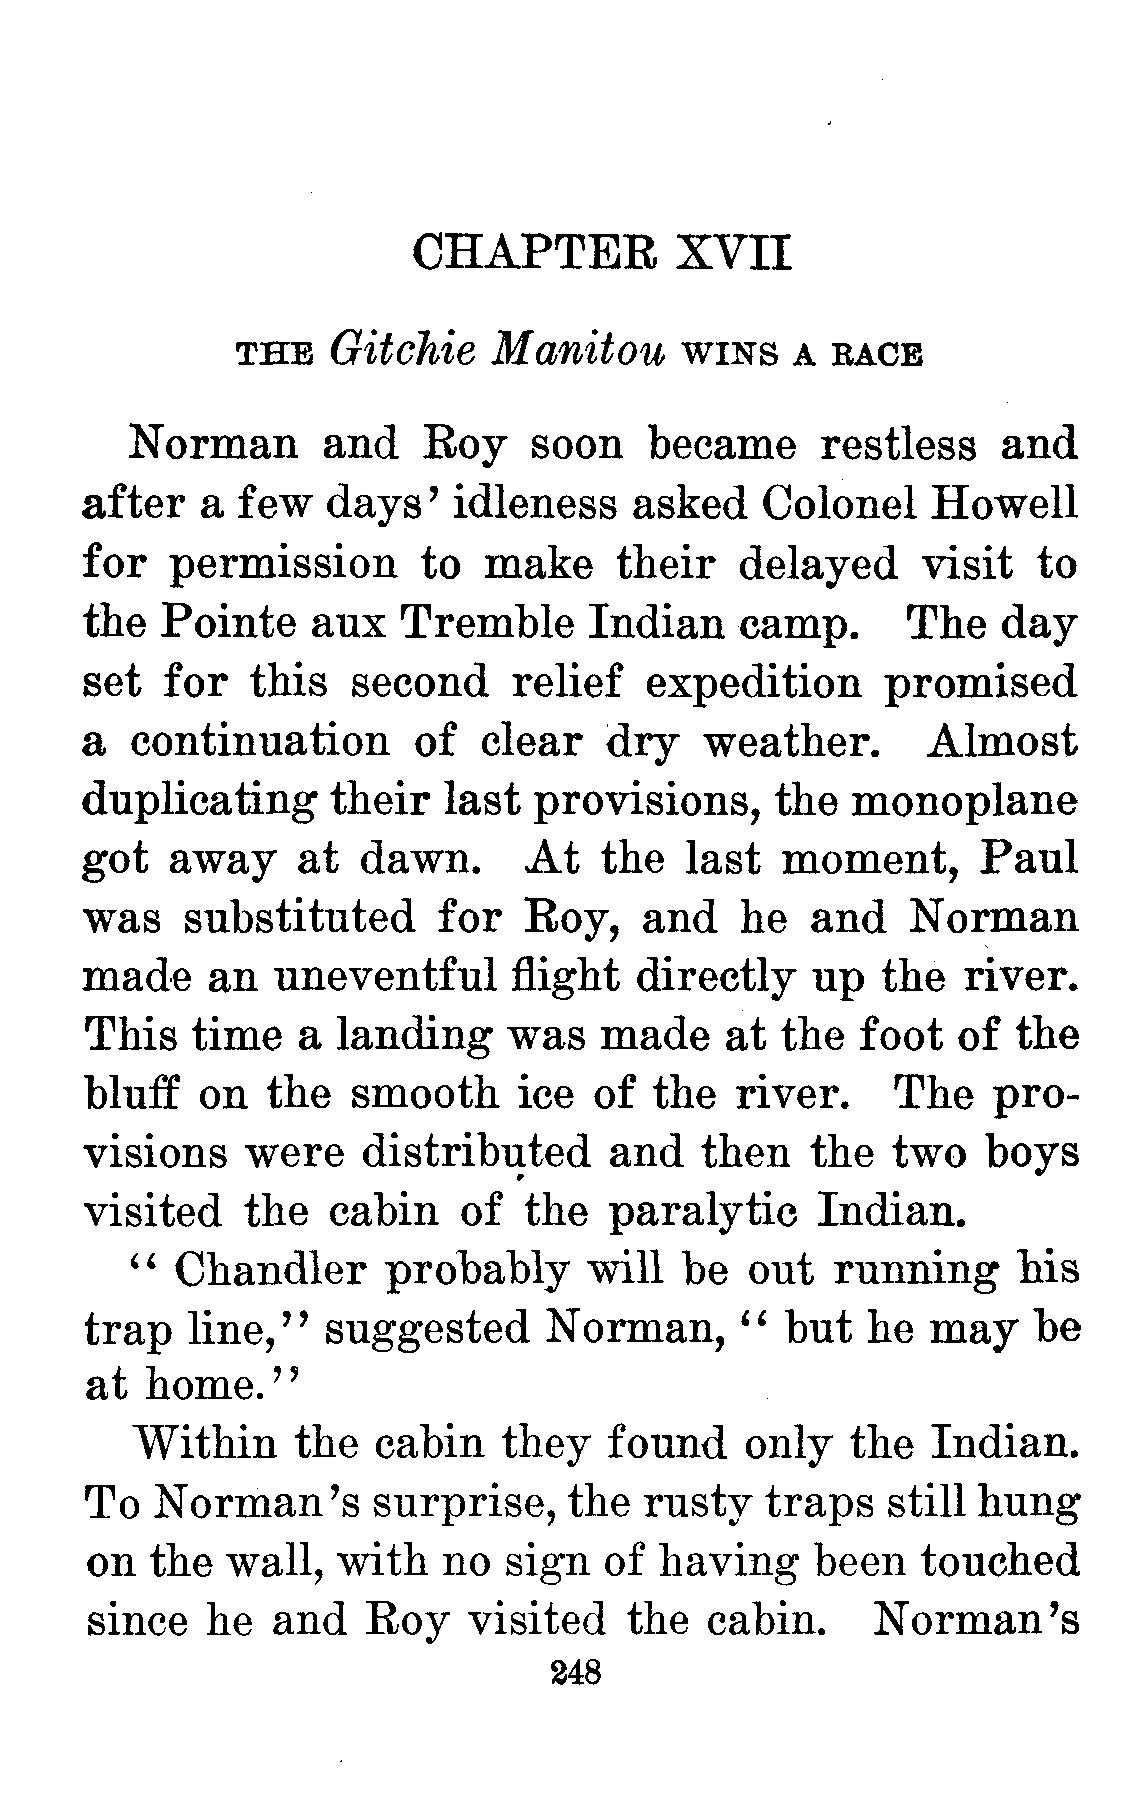 CHAPTER XVII
THE Gitchie Manitou WINS A RACE
Norman and Roy soon became restless and
after a few days' idleness asked Colonel Howell
for permission to make their delayed visit to
the Pointe aux Tremble Indian camp. The day
set for this second relief expedition promised
a continuation of clear dry weather. Almost
duplicating their last provisions, the monoplane
got away at dawn. At the last moment, Paul
was substituted for Roy, and he and Norman
made an uneventful flight directly up the river.
This time a landing was made at the foot of the
bluff on the smooth ice of the river. The pro-
visions were distributed and then the two boys
visited the cabin of the paralytic Indian.
"Chandler probably will be out running his
trap line," suggested Norman, "but he may be
at home."
Within the cabin they found only the Indian.
To Norman's surprise, the rusty traps still hung
on the wall, with no sign of having been touched
since he and Roy visited the cabin. Norman's
248